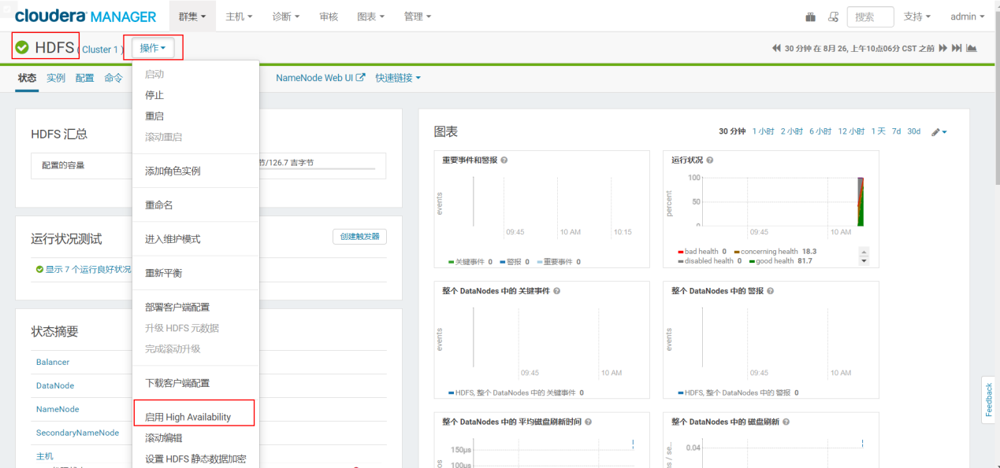 cloudera MANAGER 群集 主机 诊断 审核 图表 管理 搜索 支持 admin
HDFS (Cluster 1) 操作 30 分钟 在 8月 26, 上午10点06分 CST 之前
状态 实例 配置 命令 NameNode Web UI 快速链接
启动
停止
重启
滚动重启
添加角色实例
重命名
进入维护模式
重新平衡
部署客户端配置
升级 HDFS 元数据
完成滚动升级
下载客户端配置
启用 High Availability
滚动编辑
设置 HDFS 静态数据加密
HDFS 汇总
配置的容量 节/126.7 吉字节
运行状况测试 创建触发器
显示 7 个运行良好状况
状态摘要
Balancer
DataNode
NameNode
SecondaryNameNode
主机
图表 30 分钟 1 小时 2 小时 6 小时 12 小时 1 天 7d 30d
重要事件和警报
events
09:45 10 AM 10:15
关键事件 0 警报 0 重要事件 0
运行状况
percent
100
50
0
09:45 10 AM
bad health 0 concerning health 18.3
disabled health 0 good health 81.7
整个 DataNodes 中的 关键事件
events
09:45 10 AM
HDFS, 整个 DataNodes 中的 关键事件 0
整个 DataNodes 中的 警报
events
09:45 10 AM
HDFS, 整个 DataNodes 中的 警报 0
整个 DataNodes 中的 平均磁盘刷新时间
150μs
100μs
整个 DataNodes 中的 磁盘刷新
0.04
Feedback